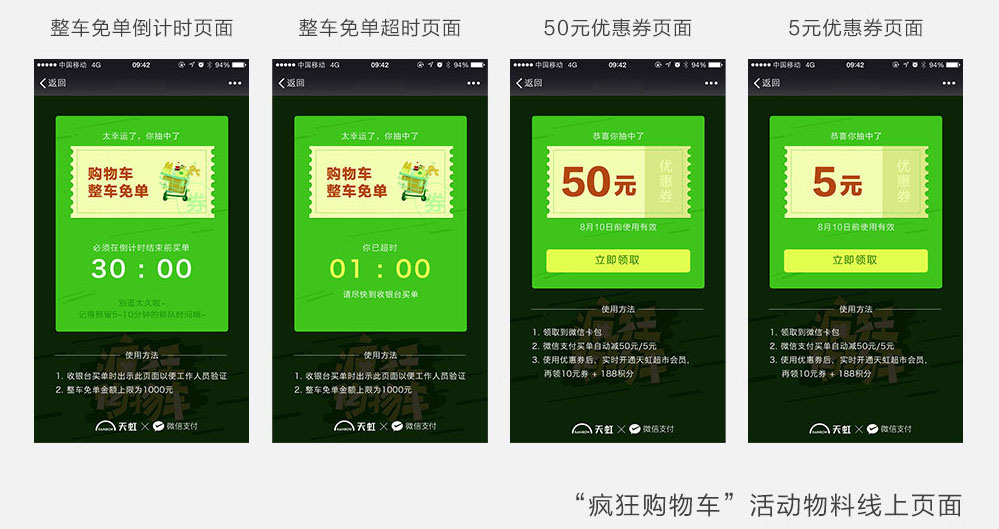 整车免单倒计时页面
整车免单超时页面
50元优惠券页面
5元优惠券页面
中国移动 4G 09:42 94%
返回
太幸运了，你抽中了
购物车
整车免单
券
必须在倒计时结束前买单
30 : 00
别逛太久啦~
记得预留5~10分钟的排队时间哦~
使用方法
1. 收银台买单时出示此页面以便工作人员验证
2. 整车免单金额上限为1000元
疯狂
购物车
RAINBOW 天虹 × 微信支付
中国移动 4G 09:42 94%
返回
太幸运了，你抽中了
购物车
整车免单
券
你已超时
01 : 00
请尽快到收银台买单
使用方法
1. 收银台买单时出示此页面以便工作人员验证
2. 整车免单金额上限为1000元
疯狂
购物车
RAINBOW 天虹 × 微信支付
中国移动 4G 09:42 94%
返回
恭喜你抽中了
50元
优惠券
8月10日前使用有效
立即领取
使用方法
1. 领取到微信卡包
2. 微信支付买单自动减50元/5元
3. 使用优惠券后，实时开通天虹超市会员，
再领10元券 + 188积分
疯狂
购物车
RAINBOW 天虹 × 微信支付
中国移动 4G 09:42 94%
返回
恭喜你抽中了
5元
优惠券
8月10日前使用有效
立即领取
使用方法
1. 领取到微信卡包
2. 微信支付买单自动减50元/5元
3. 使用优惠券后，实时开通天虹超市会员，
再领10元券 + 188积分
疯狂
购物车
RAINBOW 天虹 × 微信支付
“疯狂购物车”活动物料线上页面